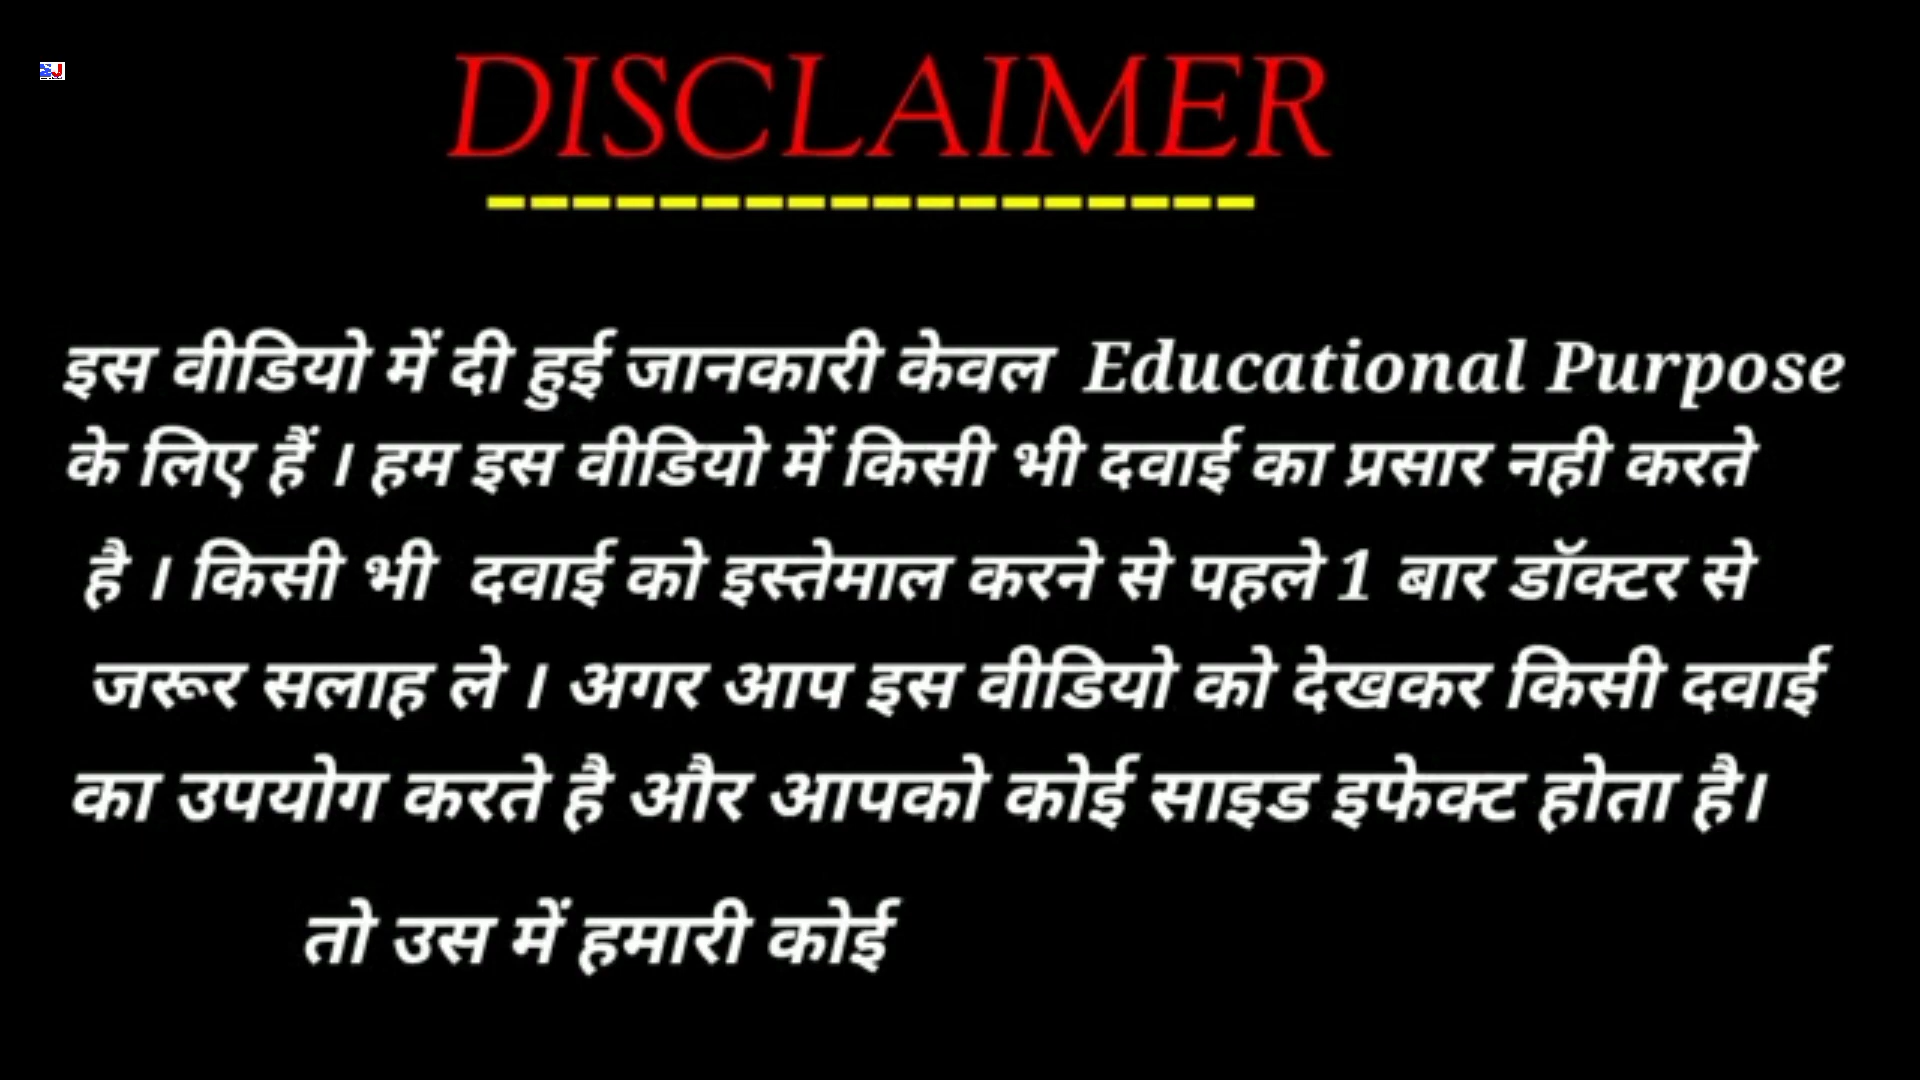 SJ
DISCLAIMER
------------------
इस वीडियो में दी हुई जानकारी केवल Educational Purpose
के लिए हैं । हम इस वीडियो में किसी भी दवाई का प्रसार नही करते
है । किसी भी दवाई को इस्तेमाल करने से पहले 1 बार डॉक्टर से
जरूर सलाह ले । अगर आप इस वीडियो को देखकर किसी दवाई
का उपयोग करते है और आपको कोई साइड इफेक्ट होता है।
तो उस में हमारी कोई